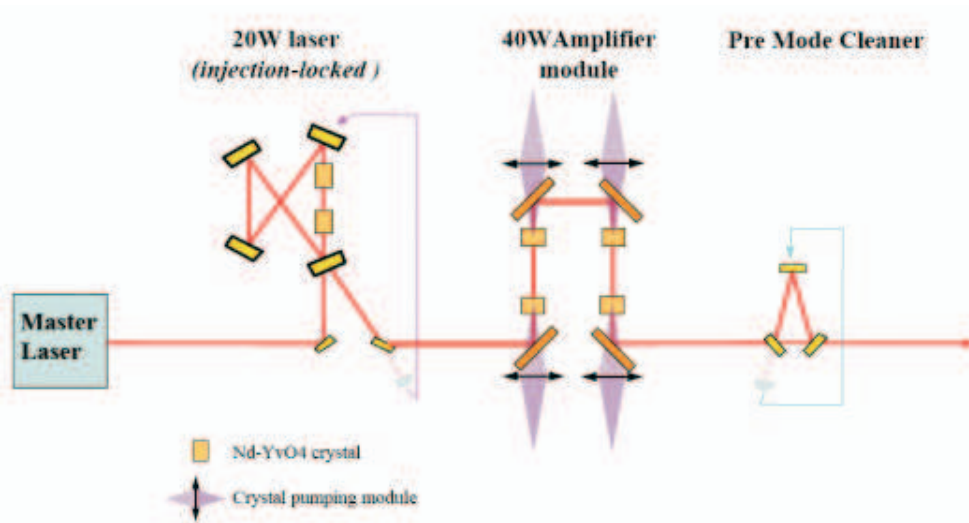 20W laser
(injection-locked )
40WAmplifier
module
Pre Mode Cleaner
Master
Laser
Nd-YvO4 crystal
Crystal pumping module